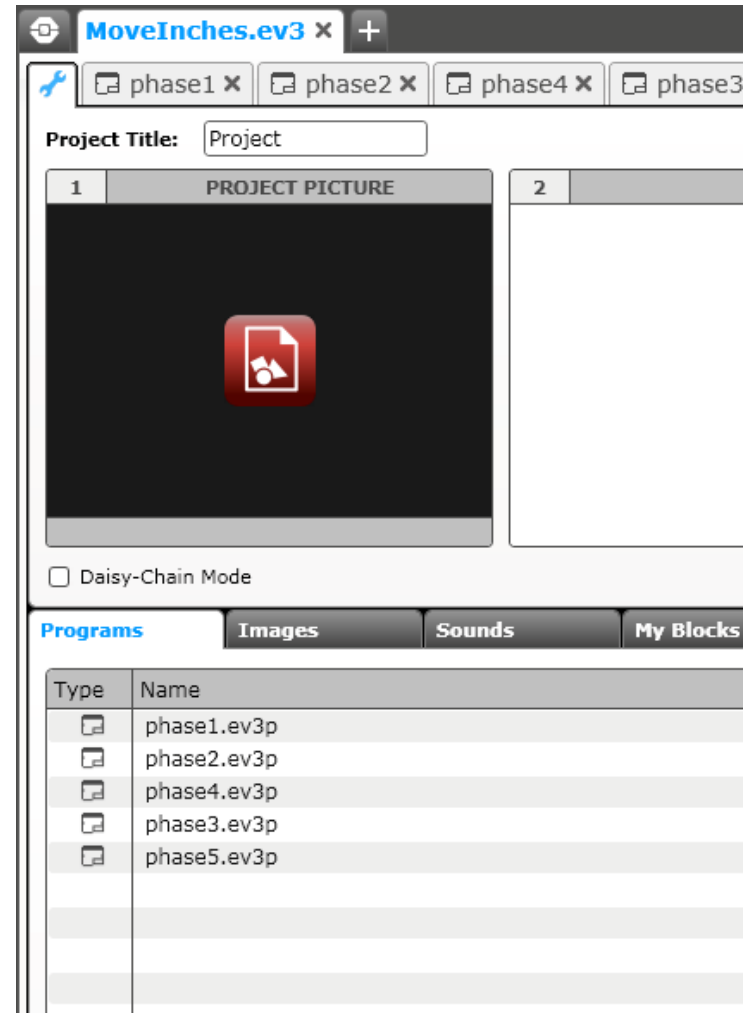 MoveInches.ev3 × +
phase1 × phase2 × phase4 × phase3
Project Title: Project
1 PROJECT PICTURE 2
Daisy-Chain Mode
Programs Images Sounds My Blocks
Type Name
phase1.ev3p
phase2.ev3p
phase4.ev3p
phase3.ev3p
phase5.ev3p